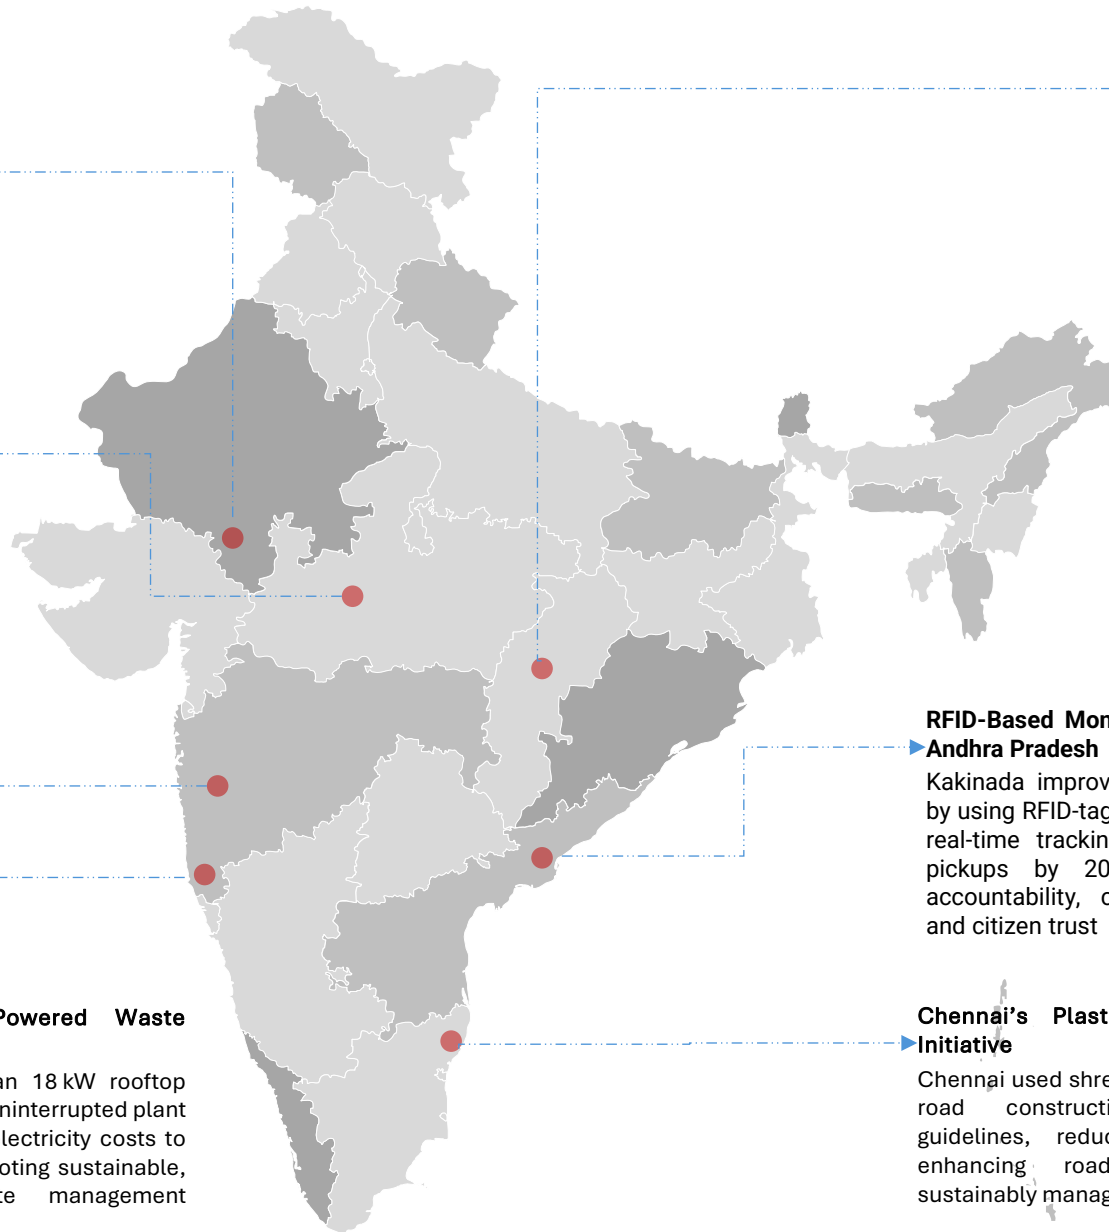 RFID-Based Mon
Andhra Pradesh
Kakinada improv
by using RFID-tag
real-time trackin
pickups by 20
accountability, c
and citizen trust
Powered Waste
an 18 kW rooftop
ninterrupted plant
lectricity costs to
oting sustainable,
te management
Chennai's Plast
Initiative
Chennai used shre
road constructi
guidelines, reduc
enhancing road
sustainably manag